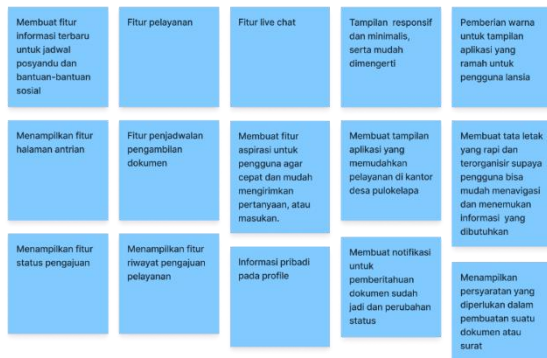 Membuat fitur
informasi terbaru
untuk jadwal
posyandu dan
bantuan-bantuan
sosial
Fitur pelayanan
Fitur live chat
Tampilan responsif
dan minimalis,
serta mudah
dimengerti
Pemberian warna
untuk tampilan
aplikasi yang
ramah untuk
pengguna lansia
Menampilkan fitur
halaman antrian
Fitur penjadwalan
pengambilan
dokumen
Membuat fitur
aspirasi untuk
pengguna agar
cepat dan mudah
mengirimkan
pertanyaan, atau
masukan.
Membuat tampilan
aplikasi yang
memudahkan
pelayanan di kantor
desa pulokelapa
Membuat tata letak
yang rapi dan
terorganisir supaya
pengguna bisa
mudah menavigasi
dan menemukan
informasi yang
dibutuhkan
Menampilkan fitur
status pengajuan
Menampilkan fitur
riwayat pengajuan
pelayanan
Informasi pribadi
pada profile
Membuat notifikasi
untuk
pemberitahuan
dokumen sudah
jadi dan perubahan
status
Menampilkan
persyaratan yang
diperlukan dalam
pembuatan suatu
dokumen atau
surat